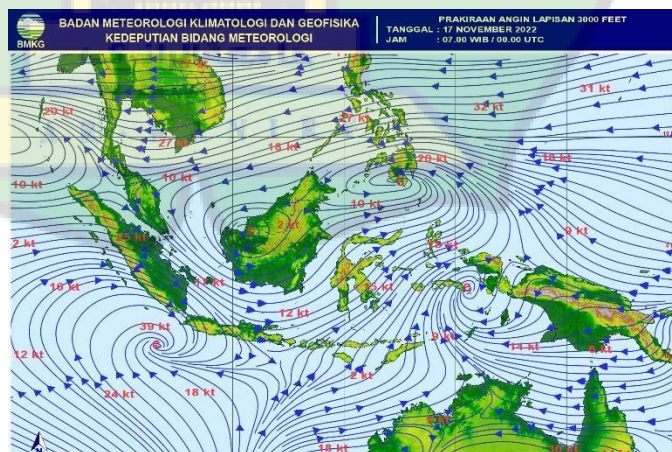 BADAN METEOROLOGI KLIMATOLOGI DAN GEOFISIKA
KEDEPUTIAN BIDANG METEOROLOGI
BMKG
PRAKIRAAN ANGIN LAPISAN 3000 FEET
TANGGAL : 17 NOVEMBER 2022
JAM : 07.00 WIB / 00.00 UTC
31 kt
32 kt
20 kt
27 kt
27
16 kt
20 kt
18 kt
10 kt
10 kt
10 kt
2 kt
9 kt
2 kt
25 kt
15 kt
10 kt
11 kt
15 kt
12 kt
39 kt
9 kt
14 kt
6 kt
12 kt
2 kt
24 kt
18 kt
18 kt
N